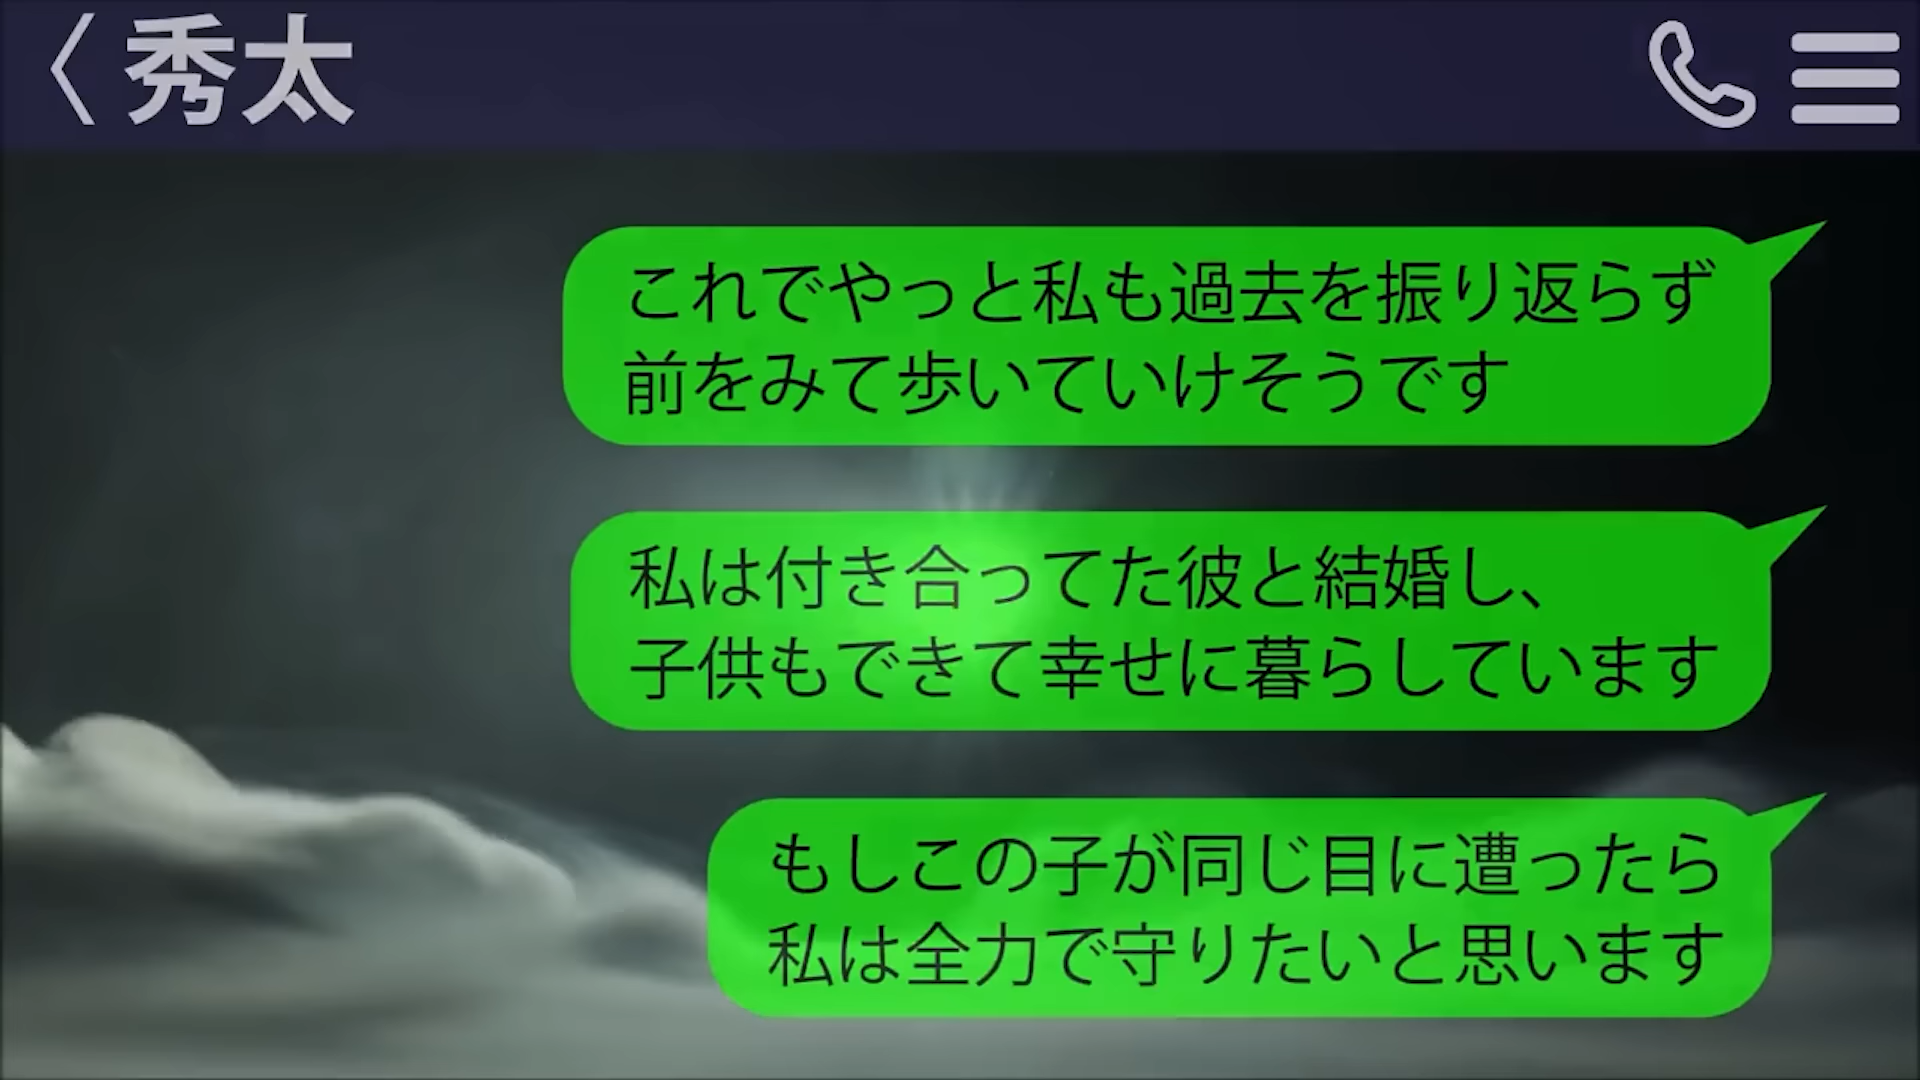 秀太
これでやっと私も過去を振り返らず
前をみて歩いていけそうです
私は付き合ってた彼と結婚し、
子供もできて幸せに暮らしています
もしこの子が同じ目に遭ったら
私は全力で守りたいと思います